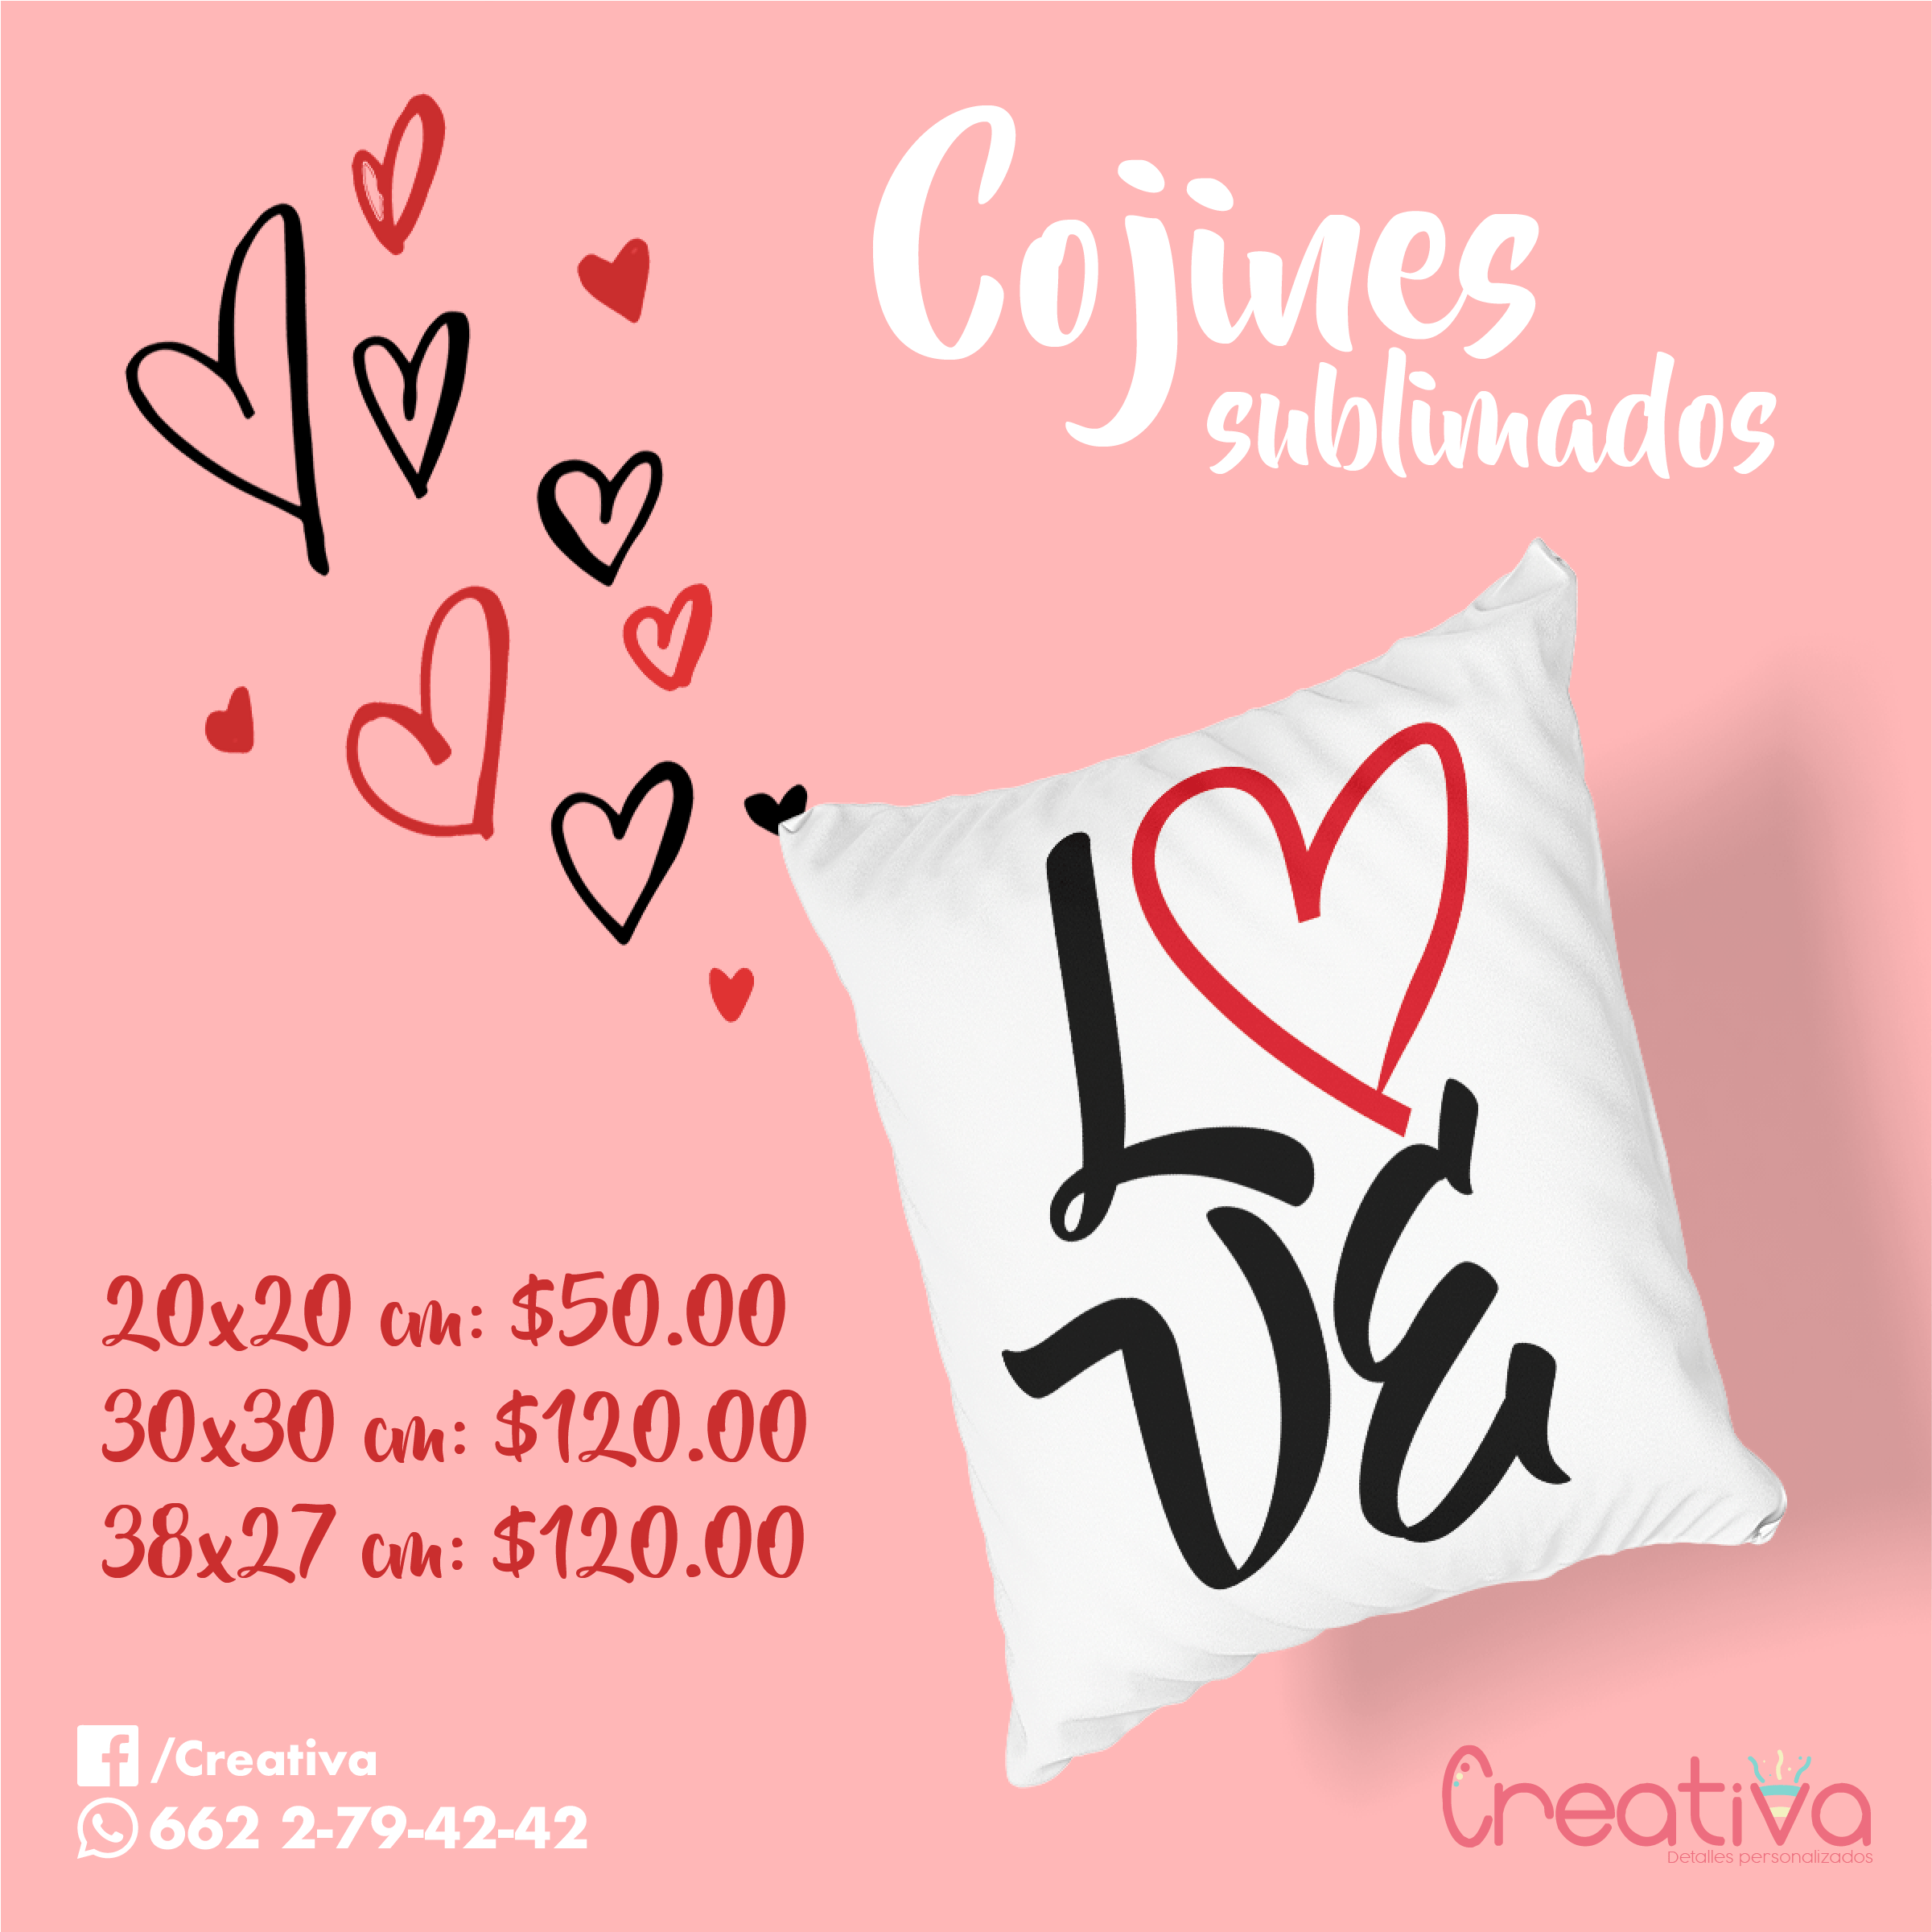 Cojines
sublimados
L
VE
20x20 cm: $50.00
30x30 cm: $120.00
38x27 cm: $120.00
/Creativa
662 2-79-42-42
Creativa
Detalles personalizados